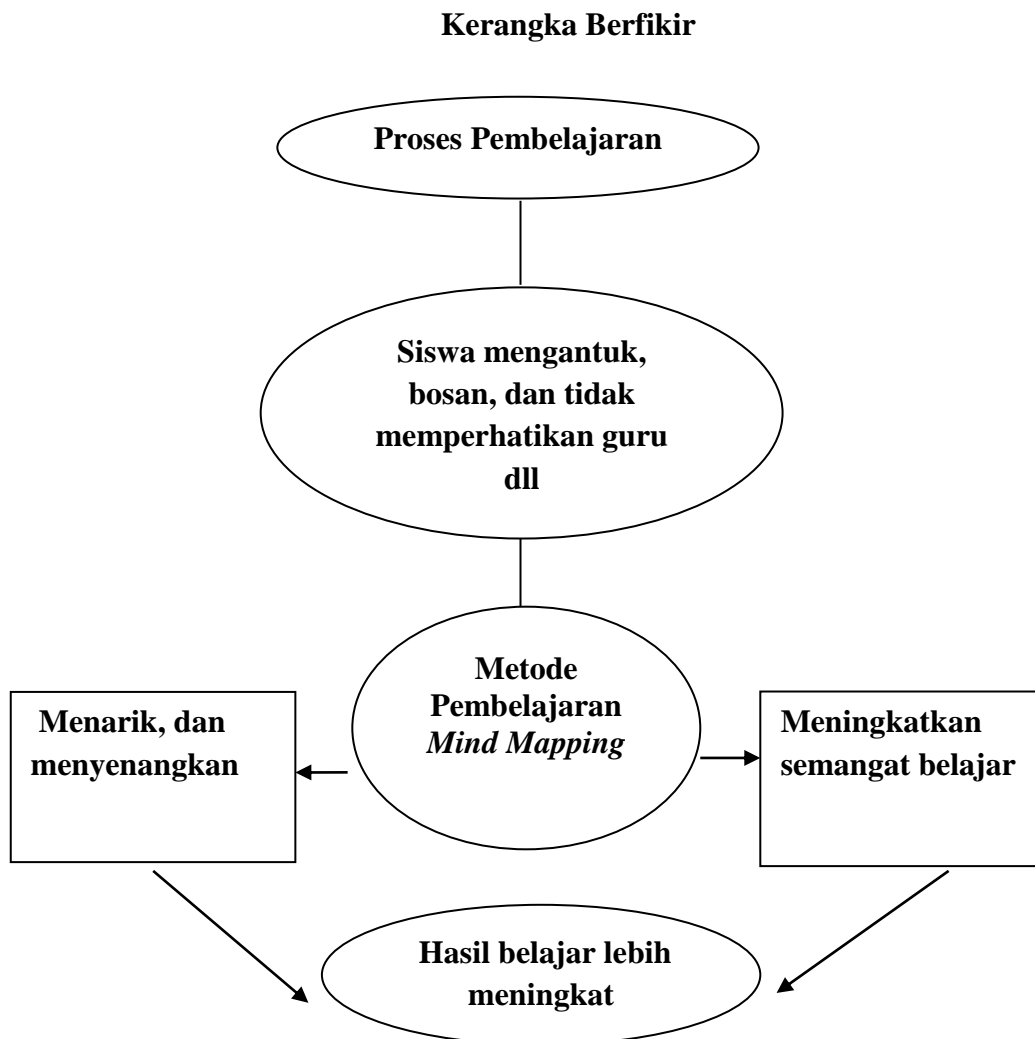 Kerangka Berfikir
Proses Pembelajaran
Siswa mengantuk,
bosan, dan tidak
memperhatikan guru
dll
Metode
Pembelajaran
Mind Mapping
Menarik, dan
menyenangkan
Meningkatkan
semangat belajar
Hasil belajar lebih
meningkat